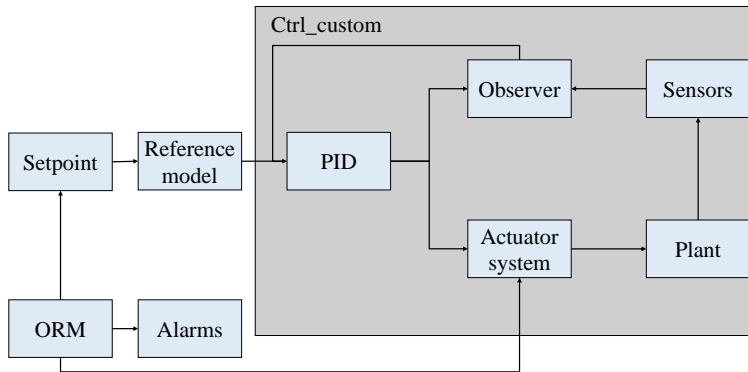 Ctrl_custom
Observer
Sensors
Setpoint
Reference
model
PID
Actuator
system
Plant
ORM
Alarms